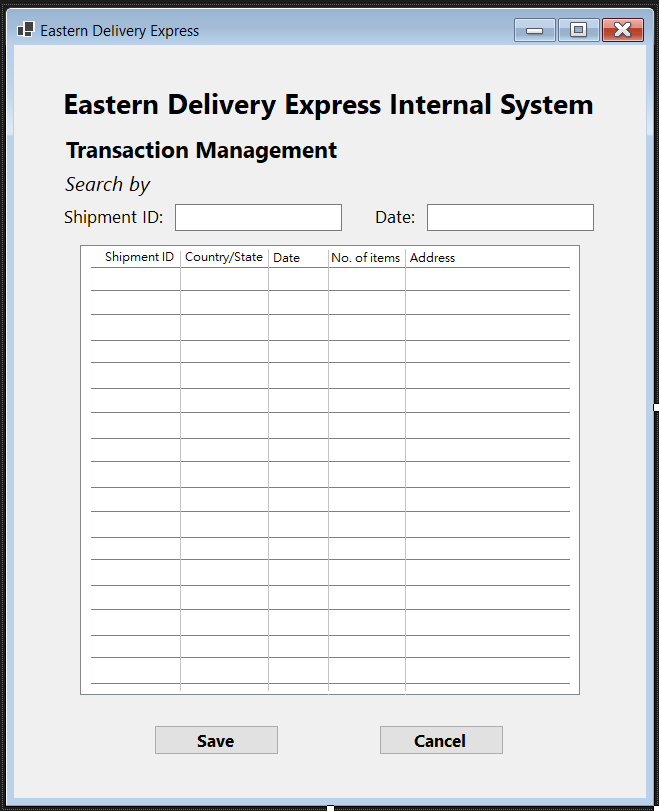 Eastern Delivery Express
Eastern Delivery Express Internal System
Transaction Management
Search by
Shipment ID: Date:
Shipment ID Country/State Date No. of items Address
Save Cancel